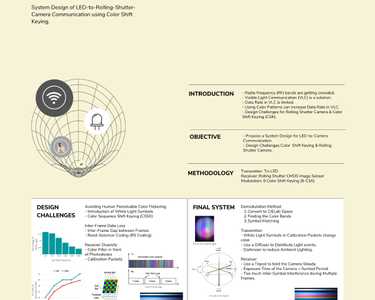 System Design of LED-to-Rolling-Shutter-
Camera Communication using Color Shift
Keying.
INTRODUCTION
- Radio Frequency (RF) bands are getting crowded.
- Visible Light Communication (VLC) is a solution.
- Data Rate in VLC is limited.
- Using Color Patterns can increase Data Rate in VLC.
- Design Challenges for Rolling Shutter Camera & Color
Shift Keying (CSK).
OBJECTIVE
- Propose a System Design for LED to Camera
Communication.
- Design Challenges Color Shift Keying & Rolling
Shutter Camera.
METHODOLOGY
Transmitter: Tri-LED
Receiver: Rolling Shutter CMOS Image Sensor
Modulation: 8 Color Shift Keying (8-CSK)
DESIGN
CHALLENGES
Avoiding Human Perceivable Color Flickering:
- Introduction of White Light Symbols
- Color Sequence Shift Keying (CSSK)
Inter-Frame Data Loss
- Inter-Frame Gap between Frames
- Reed-Solomon Coding (RS Coding)
Receiver Diversity
- Color Filter in front
of Photodiodes
- Calibration Packets
FINAL SYSTEM
Demodulation Method:
1. Convert to CIELab Space
2. Finding the Color Bands
3. Symbol Matching
Transmitter:
- White Light Symbols & Calibration Packets change
color
- Use a Diffuser to Distribute Light evenly.
- Darkroom to reduce Ambient Lighting.
Receiver:
- Use a Tripod to hold the Camera Steady
- Exposure Time of the Camera < Symbol Period
- Too much Inter-Symbol Interference during Multiple
Frames